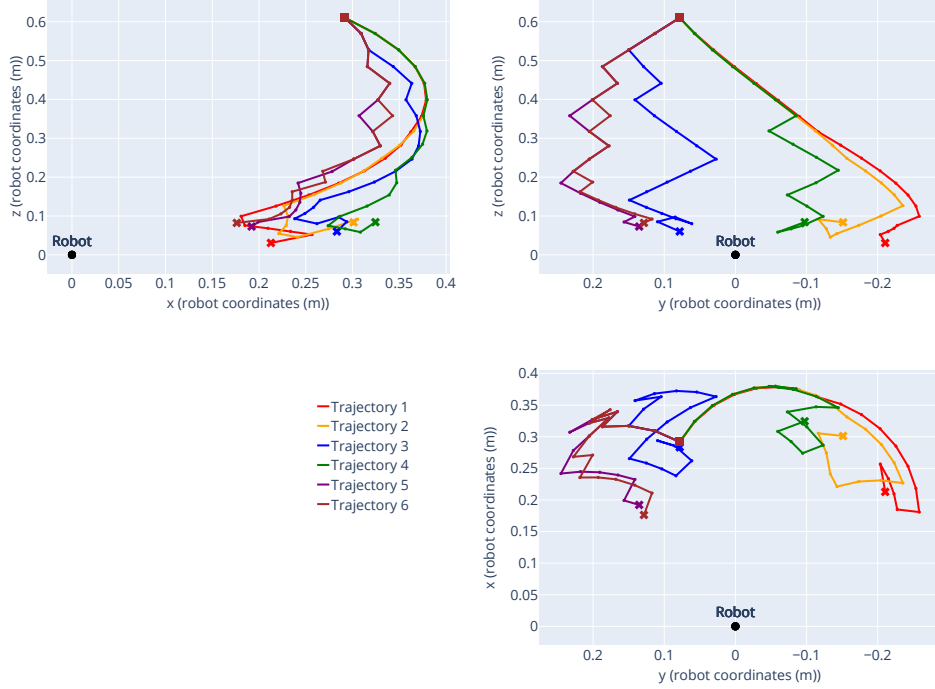 0.6
0.5
0.4
0.3
0.2
0.1
0
z (robot coordinates (m))
Robot
0
0.05
0.1
0.15
0.2
0.25
0.3
0.35
0.4
x (robot coordinates (m))
0.6
0.5
0.4
0.3
0.2
0.1
0
z (robot coordinates (m))
Robot
0.2
0.1
0
−0.1
−0.2
y (robot coordinates (m))
Trajectory 1
Trajectory 2
Trajectory 3
Trajectory 4
Trajectory 5
Trajectory 6
0.4
0.35
0.3
0.25
0.2
0.15
0.1
0.05
0
x (robot coordinates (m))
Robot
0.2
0.1
0
−0.1
−0.2
y (robot coordinates (m))